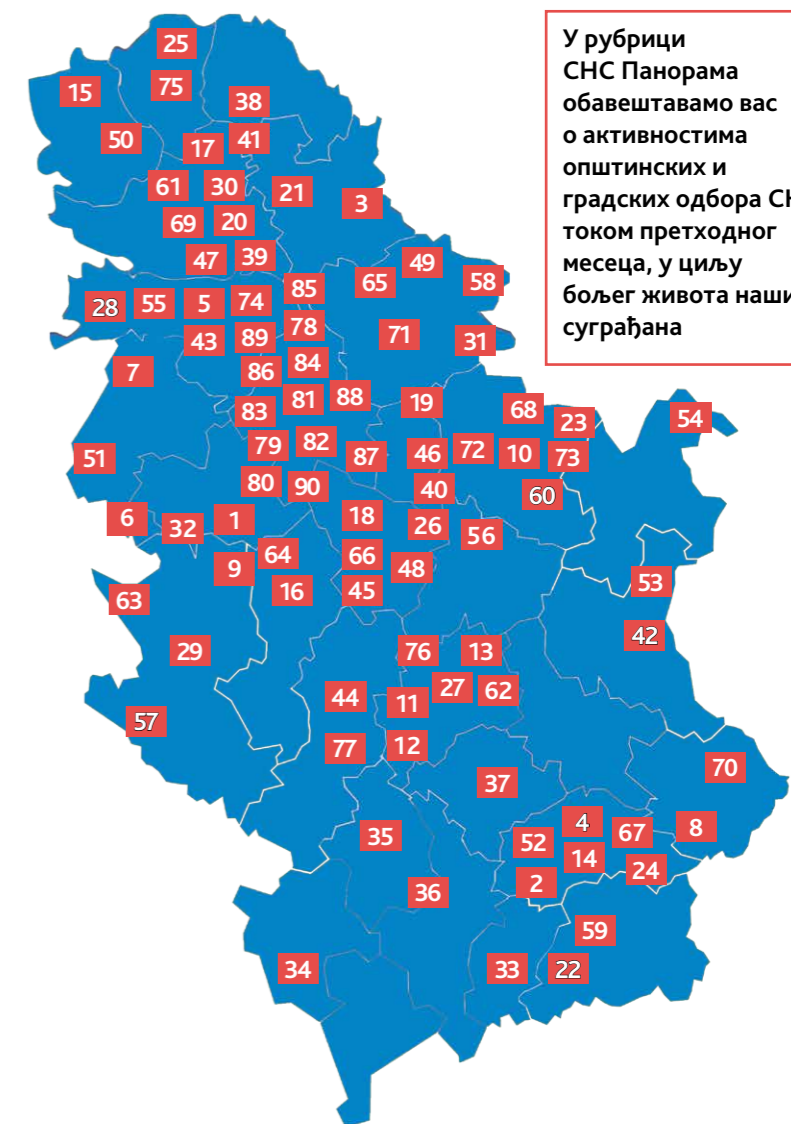 У рубрици
СНС Панорама
обавештавамо вас
о активностима
општинских и
градских одбора СН
током претходног
месеца, у циљу
бољег живота наши
суграђана
25
15 75 38
50 17 41
61 30 21 3
69 20
47 39 49
28 55 5 74 85 65 58
43 89 78 71 31
7 86 84
83 81 88 19 68 23 54
51 79 82 87 46 72 10 73
80 90 40 60
6 32 1 18 26 56
9 64 66 48 53
63 16 45
29 76 13 42
57 44 11 27 62
77 12 70
37
35 52 4 67 8
36 2 14 24
59
34 33 22